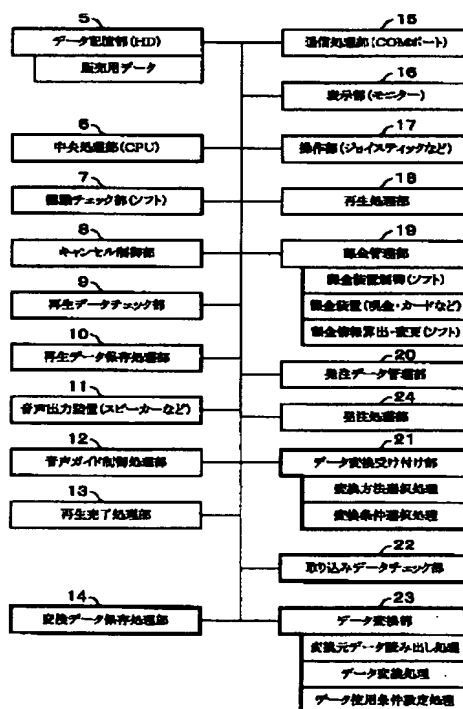 5
データ記憶部(HD)
販売用データ
6
中央処理部(CPU)
7
稼動チェック部(ソフト)
8
キャンセル制御部
9
再生データチェック部
10
再生データ保存処理部
11
音声出力装置(スピーカーなど)
12
音声ガイド制御処理部
13
再生完了処理部
14
変換データ保存処理部
15
通信処理部(COMポート)
16
表示部(モニター)
17
操作部(ジョイスティックなど)
18
再生処理部
19
課金管理部
課金装置制御(ソフト)
課金装置(現金・カードなど)
課金情報算出・変更(ソフト)
20
発注データ管理部
24
発注処理部
21
データ変換受け付け部
変換方法選択処理
変換条件選択処理
22
取り込みデータチェック部
23
データ変換部
変換元データ読み出し処理
データ変換処理
データ使用条件設定処理